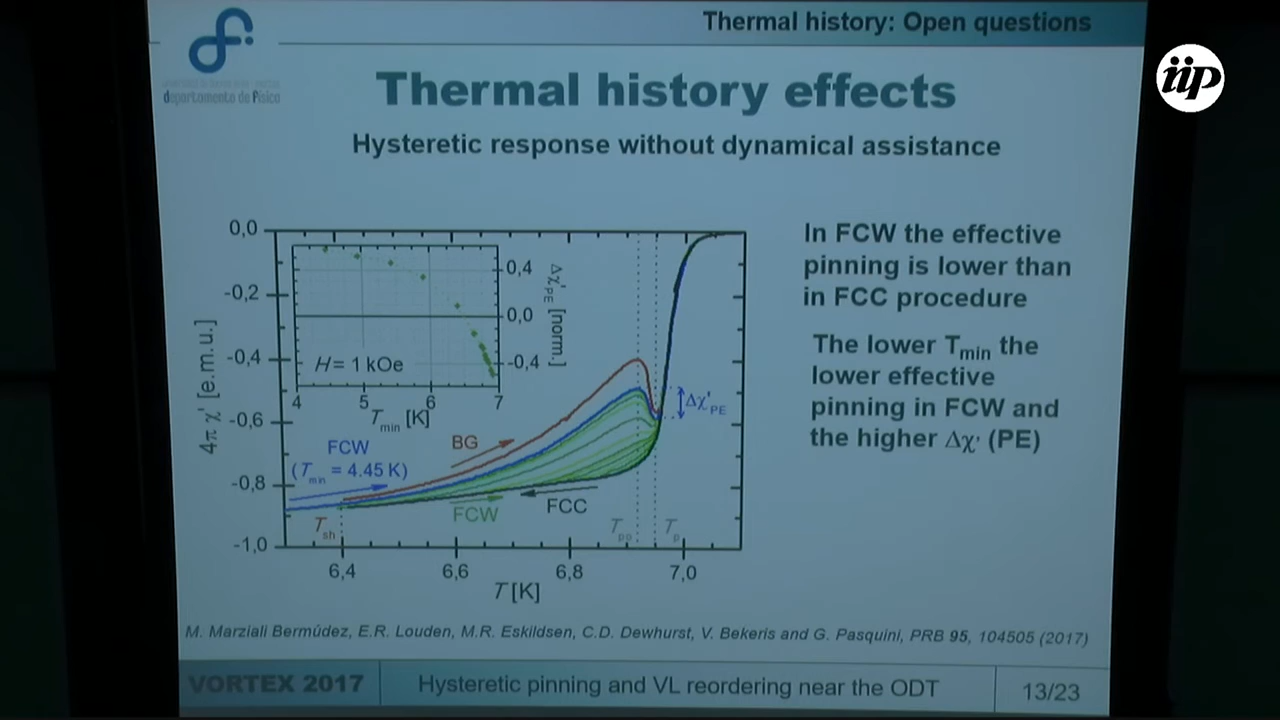 Thermal history: Open questions
iip
departamento de física
Thermal history effects
Hysteretic response without dynamical assistance
0,0
-0,2
-0,4
-0,6
-0,8
-1,0
4π χ' [e.m.u.]
0,4
0,0
-0,4
Δχ'PE [norm.]
H = 1 kOe
4 5 6 7
Tmin [K]
FCW
(Tmin = 4.45 K)
BG
Δχ'PE
FCW
FCC
Tsh
Tpo
Tp
6,4 6,6 6,8 7,0
T [K]
In FCW the effective
pinning is lower than
in FCC procedure
The lower Tmin the
lower effective
pinning in FCW and
the higher Δχ' (PE)
M. Marziali Bermúdez, E.R. Louden, M.R. Eskildsen, C.D. Dewhurst, V. Bekeris and G. Pasquini, PRB 95, 104505 (2017)
VORTEX 2017
Hysteretic pinning and VL reordering near the ODT
13/23